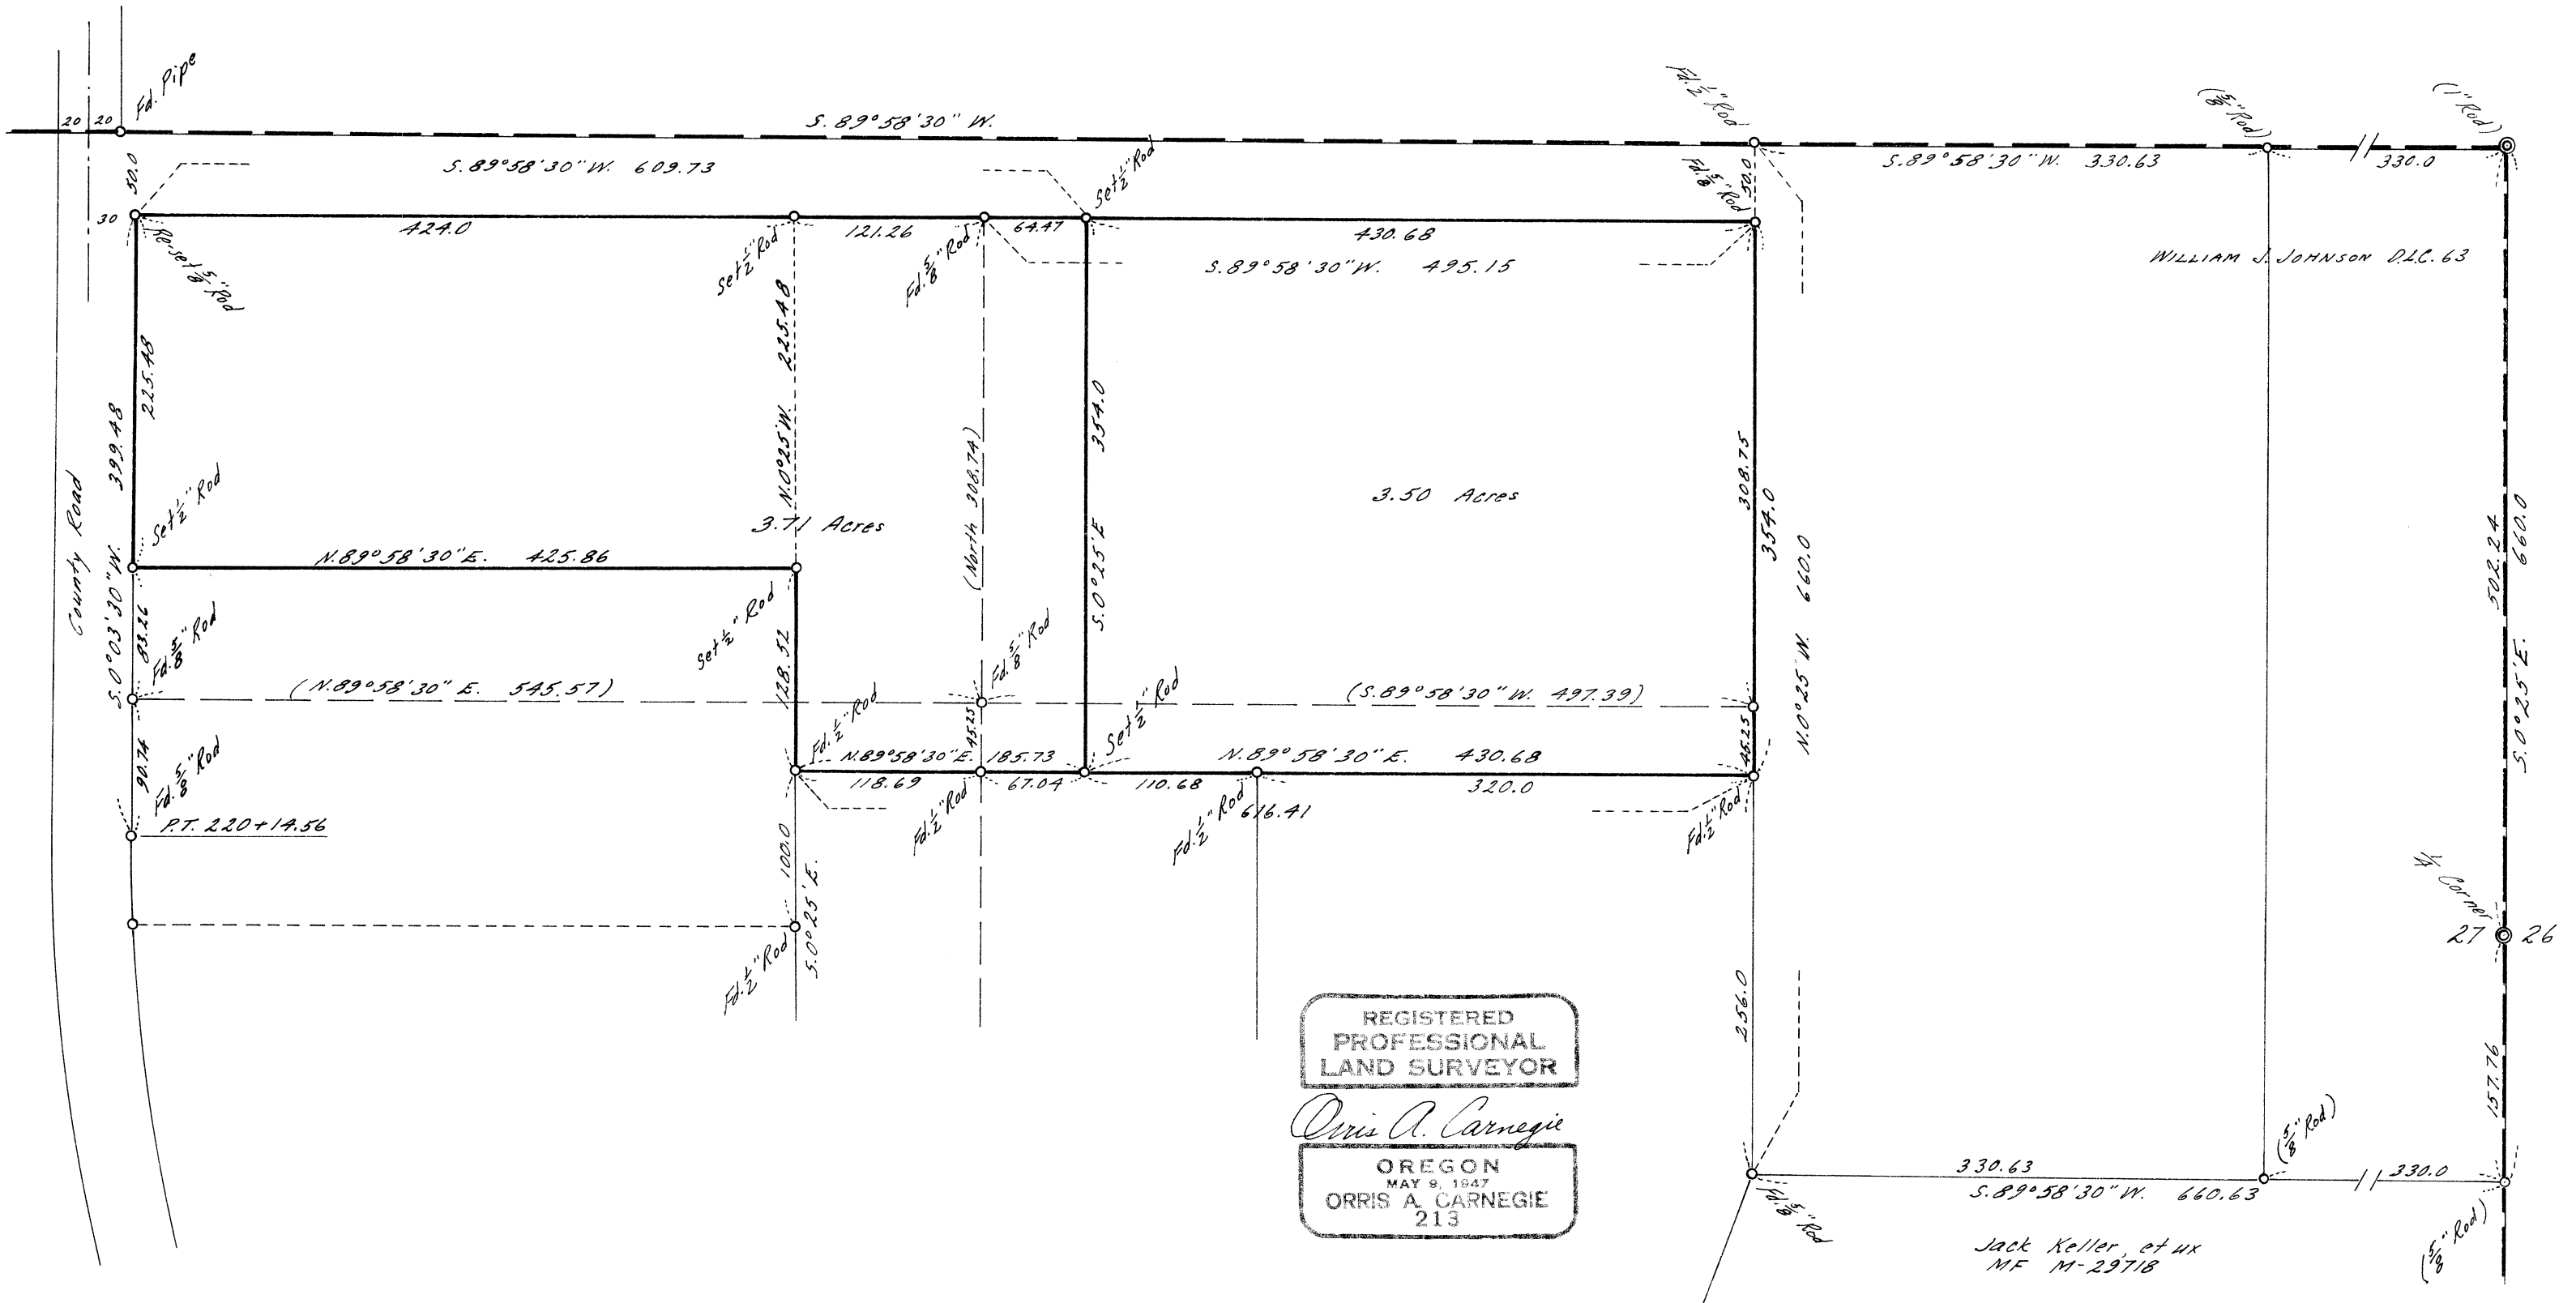 Fd. Pipe
20 20
S. 89°58'30" W.
Fd. 1/2" Rod
(5/8" Rod)
(1" Rod)
50.0
S. 89°58'30" W. 609.73
Set 1/2" Rod
Fd. 5/8" Rod
50.0
S. 89°58'30" W. 330.63
330.0
30
Re-set 5/8" Rod
424.0
Set 1/2" Rod
121.26
Fd. 5/8" Rod
64.47
430.68
S. 89°58'30" W. 495.15
WILLIAM J. JOHNSON D.L.C. 63
225.48
399.48
S. 0°03'30" W.
County Road
N. 0°25' W. 225.48
(North 308.74)
354.0
S. 0°25' E
3.71 Acres
3.50 Acres
308.75
354.0
N. 0°25' W. 660.0
502.24
660.0
S. 0°25' E.
Set 1/2" Rod
N. 89°58'30" E. 425.86
83.26
Fd. 5/8" Rod
Set 1/2" Rod
128.52
Fd. 5/8" Rod
(N. 89°58'30" E. 545.57)
(S. 89°58'30" W. 497.39)
90.74
Fd. 5/8" Rod
Fd. 1/2" Rod
45.25
Set 1/2" Rod
45.25
N. 89°58'30" E. 185.73
N. 89°58'30" E. 430.68
118.69
67.04
110.68
320.0
616.41
Fd. 1/2" Rod
Fd. 1/2" Rod
Fd. 1/2" Rod
P.T. 220+14.56
100.0
S. 0°25' E.
Fd. 1/2" Rod
1/4 Corner
27 26
256.0
157.76
REGISTERED
PROFESSIONAL
LAND SURVEYOR
Orris A. Carnegie
OREGON
MAY 9, 1947
ORRIS A. CARNEGIE
213
(5/8" Rod)
330.63
330.0
S. 89°58'30" W. 660.63
Fd. 5/8" Rod
(5/8" Rod)
Jack Keller, et ux
MF M-29718